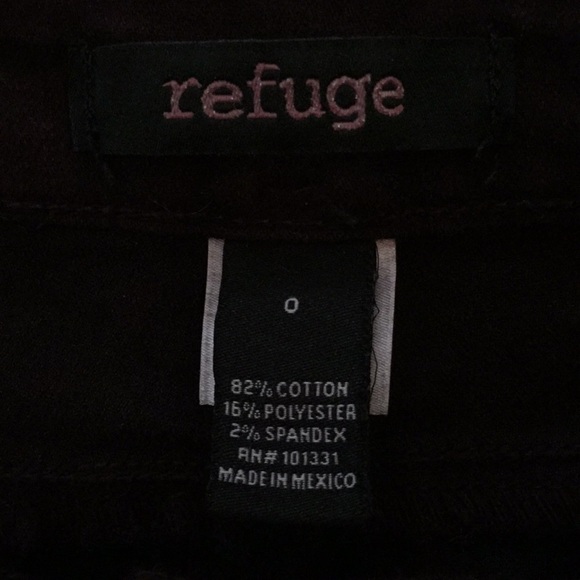 refuge
0
82% COTTON
16% POLYESTER
2% SPANDEX
RN# 101331
MADE IN MEXICO